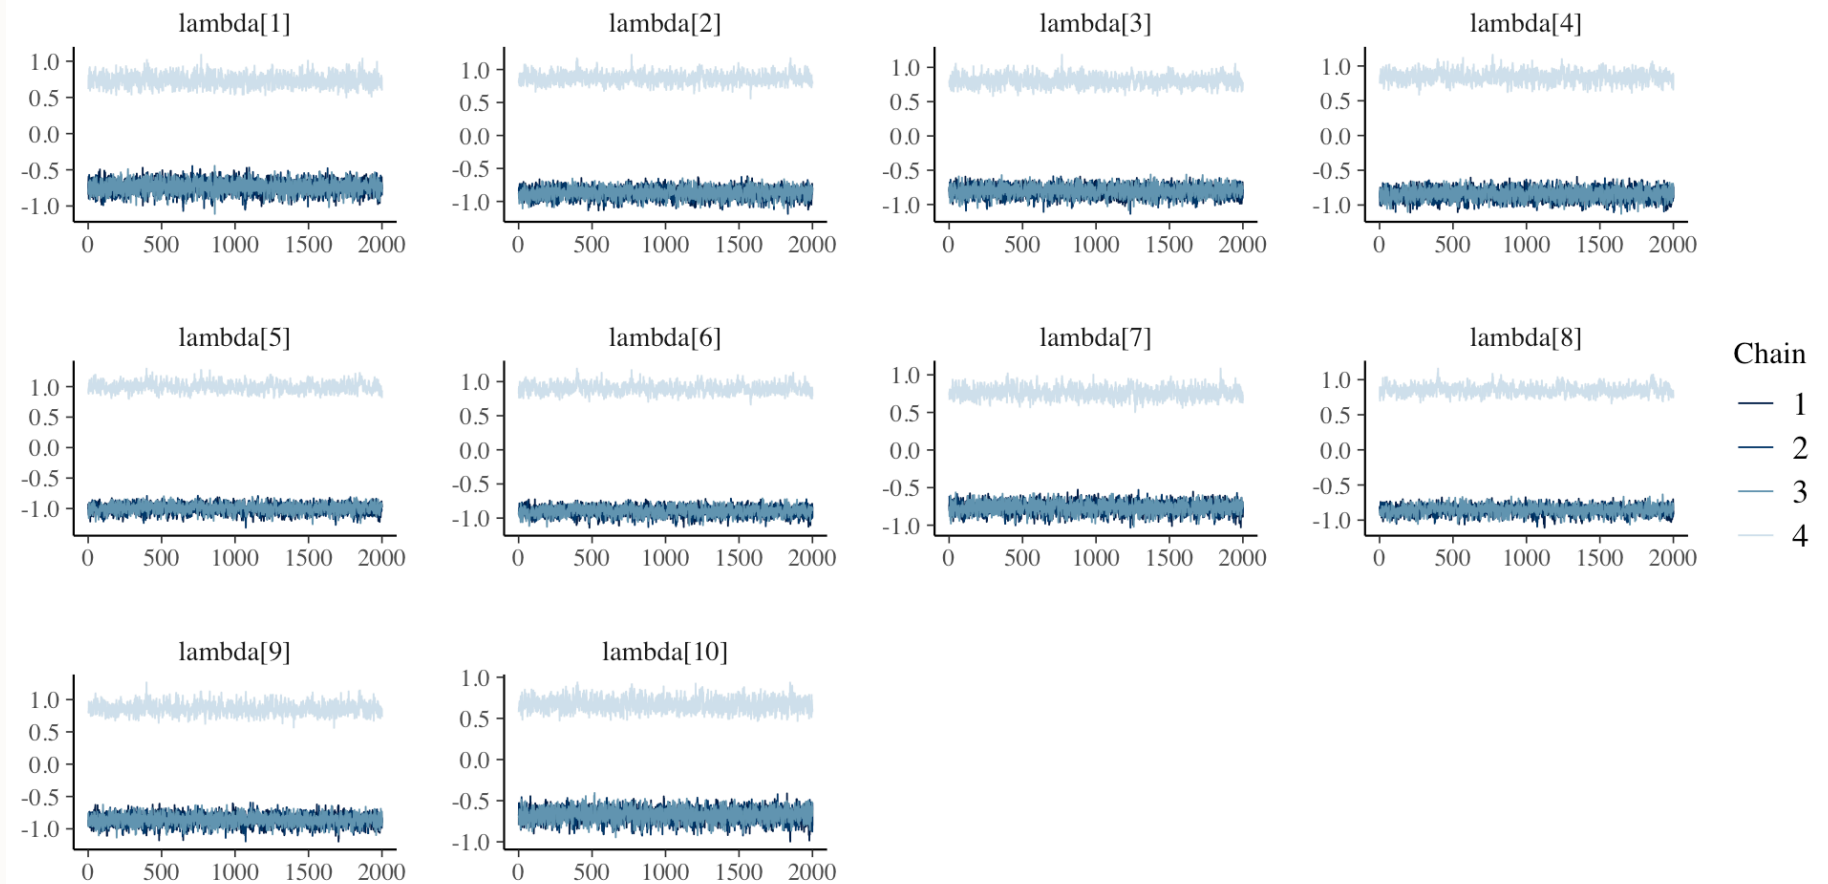 lambda[1] lambda[2] lambda[3] lambda[4]
1.0 1.0 1.0 1.0
0.5 0.5 0.5 0.5
0.0 0.0 0.0 0.0
-0.5 -0.5 -0.5 -0.5
-1.0 -1.0 -1.0 -1.0
0 500 1000 1500 2000 0 500 1000 1500 2000 0 500 1000 1500 2000 0 500 1000 1500 2000
lambda[5] lambda[6] lambda[7] lambda[8]
1.0 1.0 1.0 1.0
0.5 0.5 0.5 0.5
0.0 0.0 0.0 0.0
-0.5 -0.5 -0.5 -0.5
-1.0 -1.0 -1.0 -1.0
0 500 1000 1500 2000 0 500 1000 1500 2000 0 500 1000 1500 2000 0 500 1000 1500 2000
Chain
1
2
3
4
lambda[9] lambda[10]
1.0 1.0
0.5 0.5
0.0 0.0
-0.5 -0.5
-1.0 -1.0
0 500 1000 1500 2000 0 500 1000 1500 2000